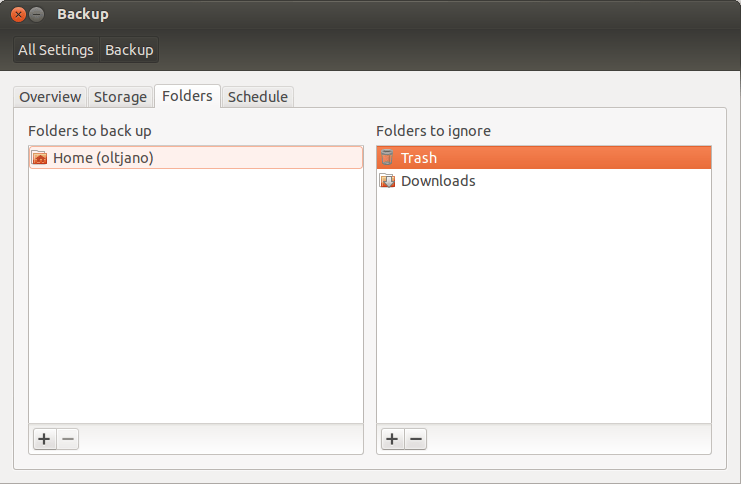 Backup
All Settings Backup
Overview Storage Folders Schedule
Folders to back up
Home (oltjano)
Folders to ignore
Trash
Downloads